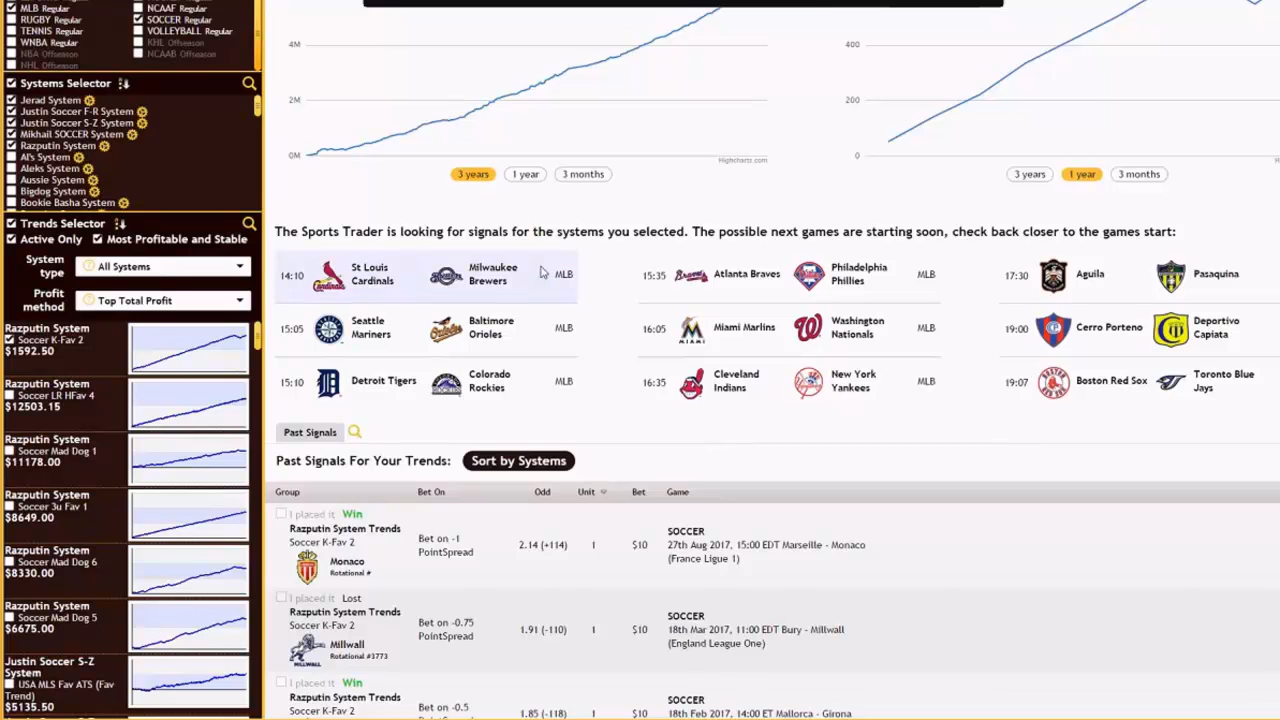 MLB Regular
NCAAF Regular
RUGBY Regular
SOCCER Regular
TENNIS Regular
VOLLEYBALL Regular
WNBA Regular
KHL Offseason
NBA Offseason
NCAAB Offseason
NHL Offseason
Systems Selector
Jerad System
Justin Soccer F-R System
Justin Soccer S-Z System
Mikhail SOCCER System
Razputin System
Al's System
Aleks System
Aussie System
Bigdog System
Bookie Basha System
Trends Selector
Active Only Most Profitable and Stable
System type
All Systems
Profit method
Top Total Profit
Razputin System
Soccer K-Fav 2
$1592.50
Razputin System
Soccer LR HFav 4
$12503.15
Razputin System
Soccer Mad Dog 1
$11178.00
Razputin System
Soccer 3u Fav 1
$8649.00
Razputin System
Soccer Mad Dog 6
$8330.00
Razputin System
Soccer Mad Dog 5
$6675.00
Justin Soccer S-Z
System
USA MLS Fav ATS (Fav
Trend)
$5135.50
4M
2M
0M
Highcharts.com
3 years 1 year 3 months
400
200
0
3 years 1 year 3 months
The Sports Trader is looking for signals for the systems you selected. The possible next games are starting soon, check back closer to the games start:
14:10 St Louis Cardinals Milwaukee Brewers MLB
15:05 Seattle Mariners Baltimore Orioles MLB
15:10 Detroit Tigers Colorado Rockies MLB
15:35 Atlanta Braves Philadelphia Phillies MLB
16:05 Miami Marlins Washington Nationals MLB
16:35 Cleveland Indians New York Yankees MLB
17:30 Aguila Pasaquina
19:00 Cerro Porteno Deportivo Capiata
19:07 Boston Red Sox Toronto Blue Jays
Past Signals
Past Signals For Your Trends: Sort by Systems
Group Bet On Odd Unit Bet Game
I placed it Win
Razputin System Trends
Soccer K-Fav 2
Monaco
Rotational #
Bet on -1
PointSpread
2.14 (+114) 1 $10
SOCCER
27th Aug 2017, 15:00 EDT Marseille - Monaco
(France Ligue 1)
I placed it Lost
Razputin System Trends
Soccer K-Fav 2
Millwall
Rotational #3773
Bet on -0.75
PointSpread
1.91 (-110) 1 $10
SOCCER
18th Mar 2017, 11:00 EDT Bury - Millwall
(England League One)
I placed it Win
Razputin System Trends
Soccer K-Fav 2
Bet on -0.5
1.85 (-118) 1 $10
SOCCER
18th Feb 2017, 14:00 ET Mallorca - Girona